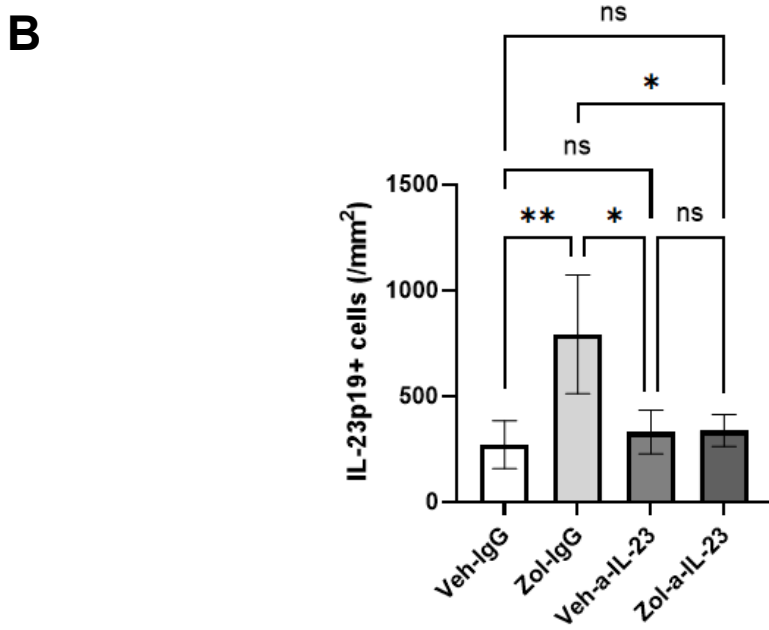 B
ns
*
ns
** * ns
1500
1000
500
0
IL-23p19+ cells (/mm²)
Veh-IgG
Zol-IgG
Veh-a-IL-23
Zol-a-IL-23